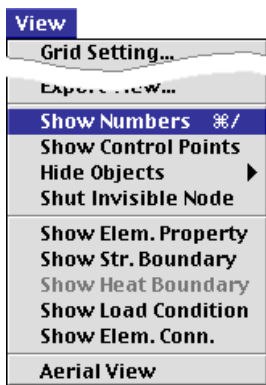 View
Grid Setting...
Show Numbers ⌘/
Show Control Points
Hide Objects
Shut Invisible Node
Show Elem. Property
Show Str. Boundary
Show Heat Boundary
Show Load Condition
Show Elem. Conn.
Aerial View